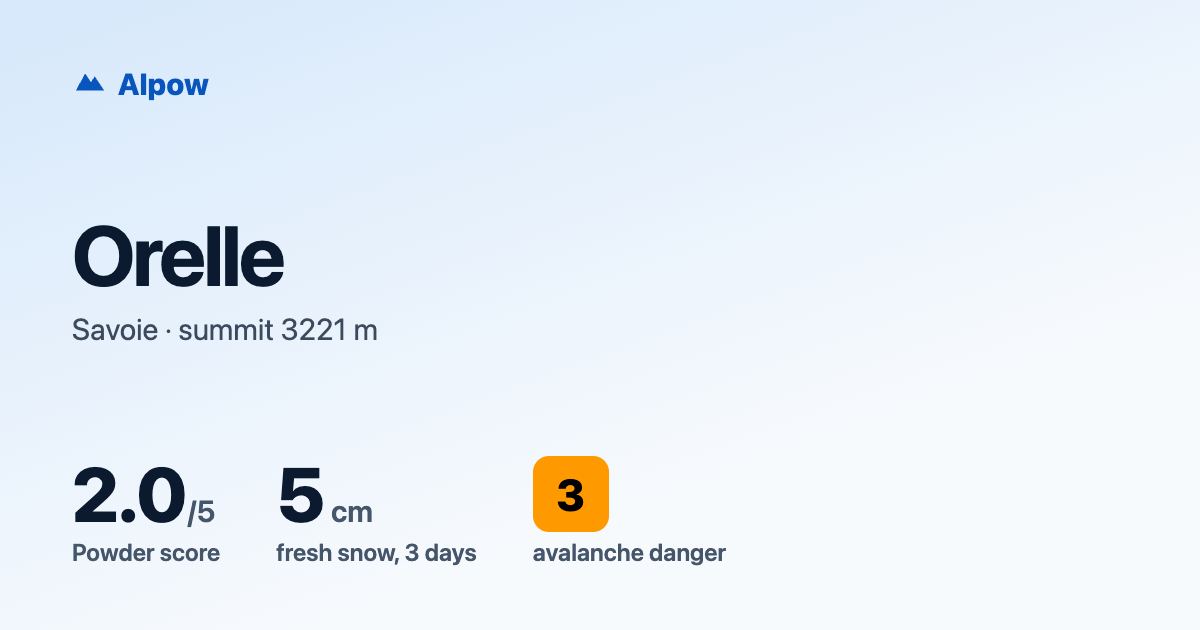 Alpow
Orelle
Savoie · summit 3221 m
2.0/5
Powder score
5 cm
fresh snow, 3 days
3
avalanche danger